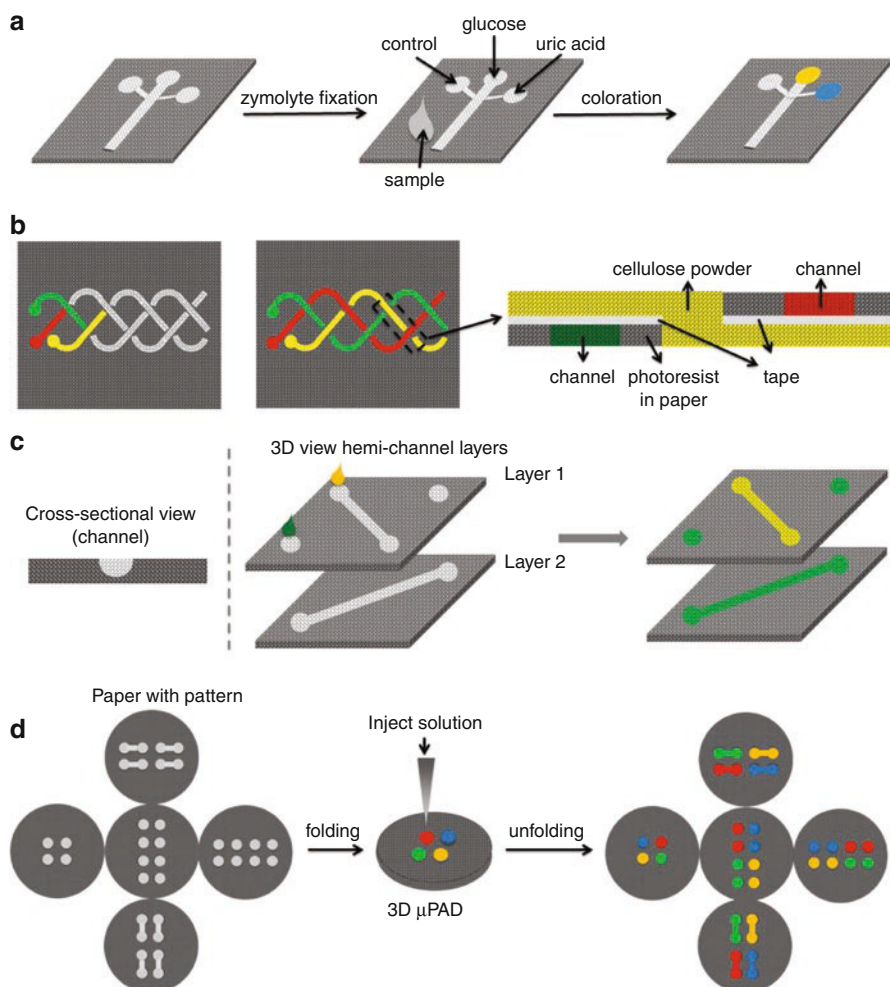 a
control
glucose
uric acid
zymolyte fixation
coloration
sample
b
cellulose powder
channel
channel
photoresist
in paper
tape
c
3D view hemi-channel layers
Layer 1
Cross-sectional view
(channel)
Layer 2
Paper with pattern
d
Inject solution
folding
unfolding
3D μPAD